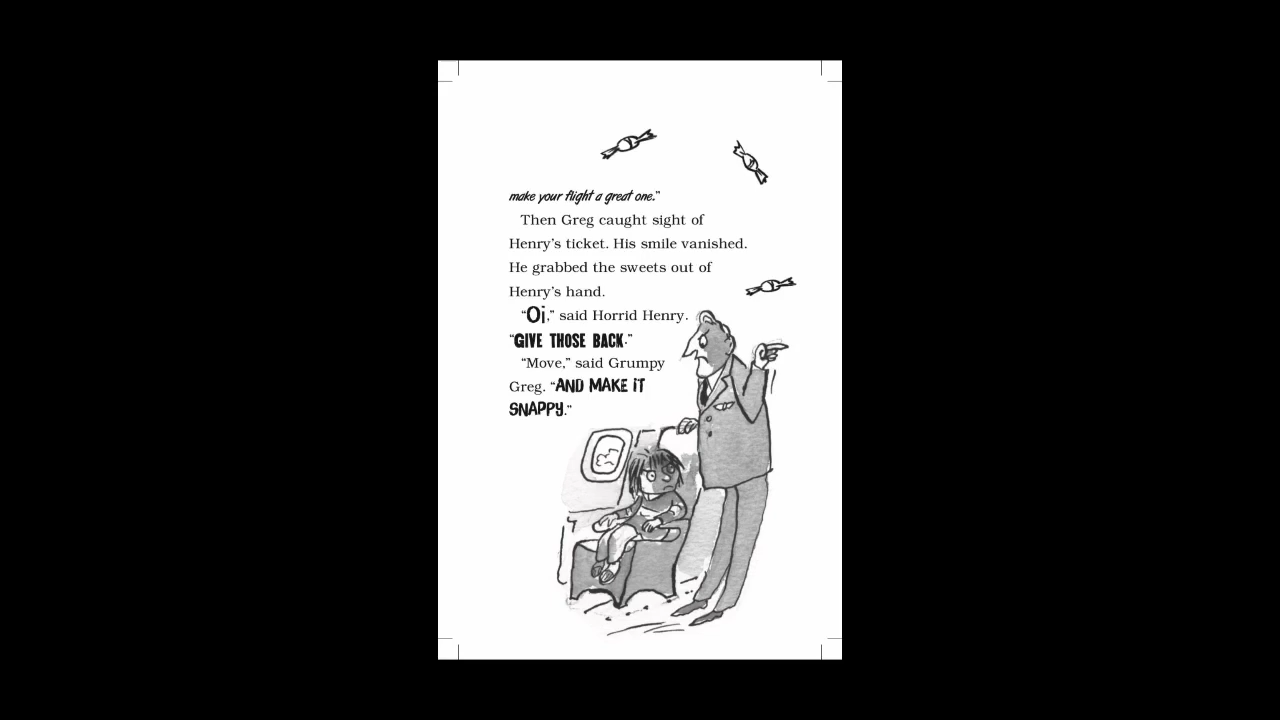 make your flight a great one.”
Then Greg caught sight of
Henry’s ticket. His smile vanished.
He grabbed the sweets out of
Henry’s hand.
“Oi,” said Horrid Henry.
“GIVE THOSE BACK.”
“Move,” said Grumpy
Greg. “AND MAKE IT
SNAPPY.”